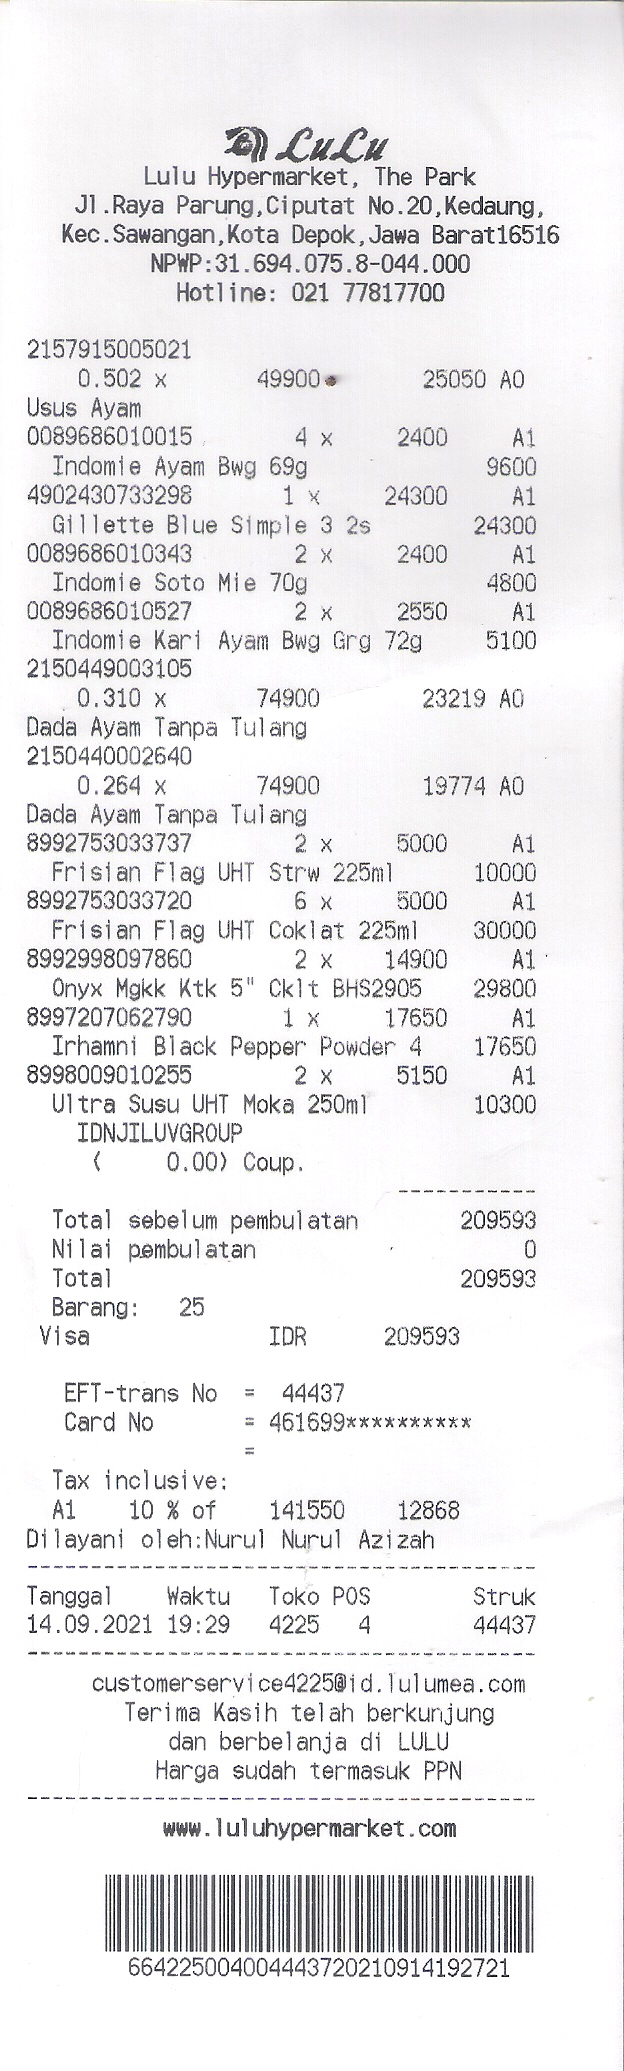 LuLu
Lulu Hypermarket, The Park
Jl.Raya Parung,Ciputat No.20,Kedaung,
Kec.Sawangan,Kota Depok,Jawa Barat16516
NPWP:31.694.075.8-044.000
Hotline: 021 77817700
2157915005021
0.502 x 49900 25050 A0
Usus Ayam
0089686010015 4 x 2400 A1
Indomie Ayam Bwg 69g 9600
4902430733298 1 x 24300 A1
Gillette Blue Simple 3 2s 24300
0089686010343 2 x 2400 A1
Indomie Soto Mie 70g 4800
0089686010527 2 x 2550 A1
Indomie Kari Ayam Bwg Grg 72g 5100
2150449003105
0.310 x 74900 23219 A0
Dada Ayam Tanpa Tulang
2150440002640
0.264 x 74900 19774 A0
Dada Ayam Tanpa Tulang
8992753033737 2 x 5000 A1
Frisian Flag UHT Strw 225ml 10000
8992753033720 6 x 5000 A1
Frisian Flag UHT Coklat 225ml 30000
8992998097860 2 x 14900 A1
Onyx Mgkk Ktk 5" Cklt BHS2905 29800
8997207062790 1 x 17650 A1
Irhamni Black Pepper Powder 4 17650
8998009010255 2 x 5150 A1
Ultra Susu UHT Moka 250ml 10300
IDNJILUVGROUP
( 0.00) Coup.
-----------
Total sebelum pembulatan 209593
Nilai pembulatan 0
Total 209593
Barang: 25
Visa IDR 209593
EFT-trans No = 44437
Card No = 461699**********
=
Tax inclusive:
A1 10 % of 141550 12868
Dilayani oleh:Nurul Nurul Azizah
----------------------------------------
Tanggal Waktu Toko POS Struk
14.09.2021 19:29 4225 4 44437
----------------------------------------
customerservice4225@id.lulumea.com
Terima Kasih telah berkunjung
dan berbelanja di LULU
Harga sudah termasuk PPN
----------------------------------------
www.luluhypermarket.com
664225004004443720210914192721